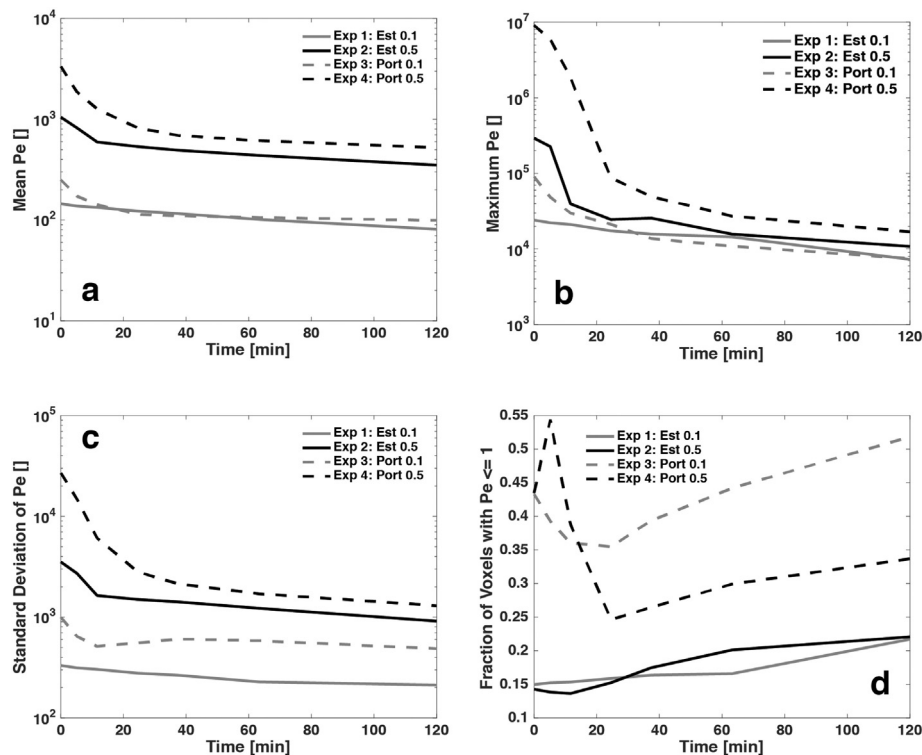 a
Mean Pe []
10^4
10^3
10^2
10^1
0 20 40 60 80 100 120
Time [min]
Exp 1: Est 0.1
Exp 2: Est 0.5
Exp 3: Port 0.1
Exp 4: Port 0.5
b
Maximum Pe []
10^7
10^6
10^5
10^4
10^3
0 20 40 60 80 100 120
Time [min]
Exp 1: Est 0.1
Exp 2: Est 0.5
Exp 3: Port 0.1
Exp 4: Port 0.5
c
Standard Deviation of Pe []
10^5
10^4
10^3
10^2
0 20 40 60 80 100 120
Time [min]
Exp 1: Est 0.1
Exp 2: Est 0.5
Exp 3: Port 0.1
Exp 4: Port 0.5
d
Fraction of Voxels with Pe <= 1
0.55
0.5
0.45
0.4
0.35
0.3
0.25
0.2
0.15
0.1
0 20 40 60 80 100 120
Time [min]
Exp 1: Est 0.1
Exp 2: Est 0.5
Exp 3: Port 0.1
Exp 4: Port 0.5